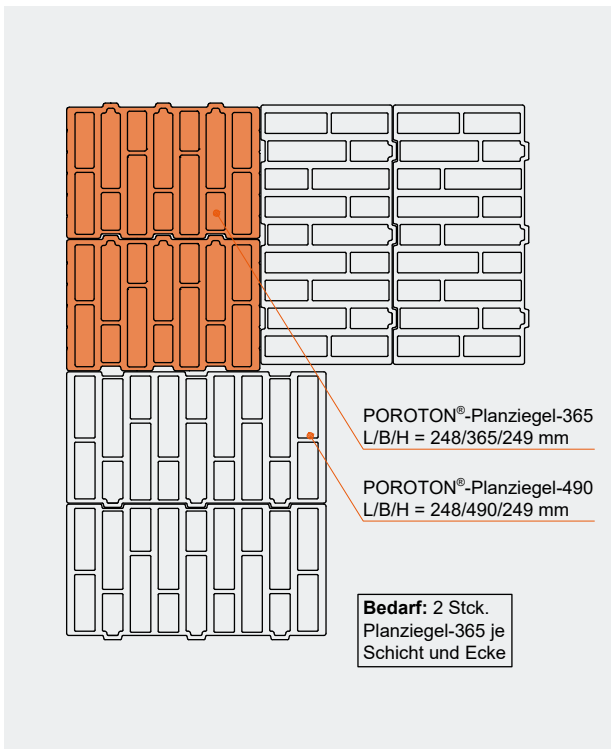 POROTON®-Planziegel-365
L/B/H = 248/365/249 mm
POROTON®-Planziegel-490
L/B/H = 248/490/249 mm
Bedarf: 2 Stck.
Planziegel-365 je
Schicht und Ecke